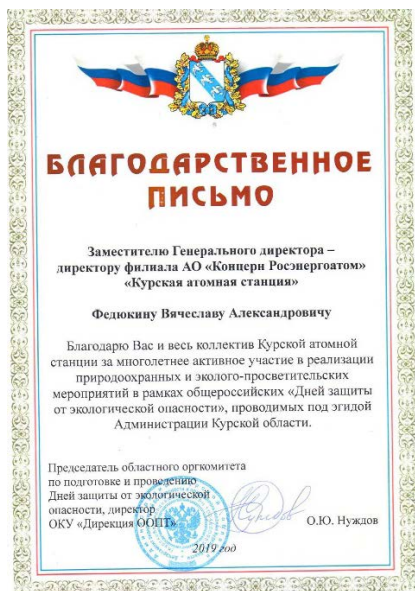 БЛАГОДАРСТВЕННОЕ
ПИСЬМО
Заместителю Генерального директора –
директору филиала АО «Концерн Росэнергоатом»
«Курская атомная станция»
Федюкину Вячеславу Александровичу
Благодарю Вас и весь коллектив Курской атомной
станции за многолетнее активное участие в реализации
природоохранных и эколого-просветительских
мероприятий в рамках общероссийских «Дней защиты
от экологической опасности», проводимых под эгидой
Администрации Курской области.
Председатель областного оргкомитета
по подготовке и проведению
Дней защиты от экологической
опасности, директор
ОКУ «Дирекция ООПТ»
О.Ю. Нуждов
2019 год